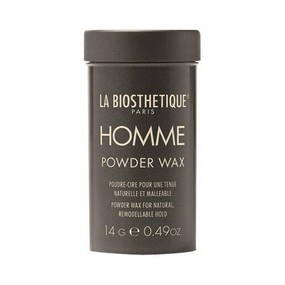 LA BIOSTHETIQUE®
PARIS
HOMME
POWDER WAX
POUDRE-CIRE POUR UNE TENUE
NATURELLE ET MALLEABLE
POWDER WAX FOR NATURAL,
REMODELLABLE HOLD
14 G ℮ 0.49OZ